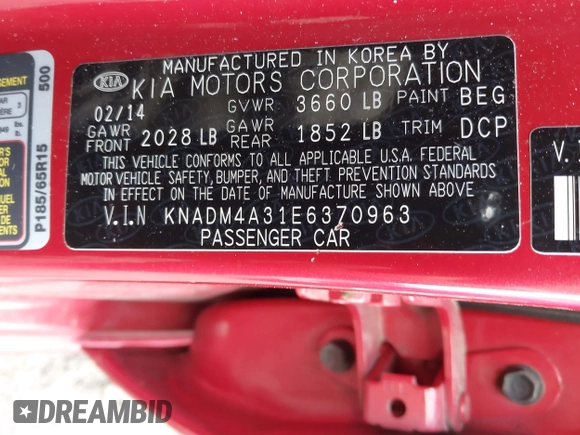 MANUFACTURED IN KOREA BY
KIA KIA MOTORS CORPORATION
02/14 GVWR 3660 LB PAINT BEG
GAWR FRONT 2028 LB GAWR REAR 1852 LB TRIM DCP
THIS VEHICLE CONFORMS TO ALL APPLICABLE U.S.A. FEDERAL
MOTOR VEHICLE SAFETY, BUMPER, AND THEFT PREVENTION STANDARDS
IN EFFECT ON THE DATE OF MANUFACTURE SHOWN ABOVE
V.I.N KNADM4A31E6370963
PASSENGER CAR
P185/65R15 500
V.
DREAMBID